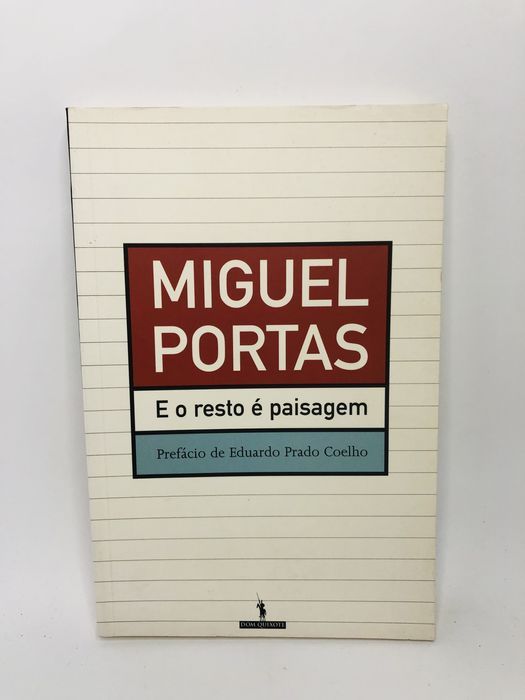 MIGUEL
PORTAS
E o resto é paisagem
Prefácio de Eduardo Prado Coelho
DOM QUIXOTE